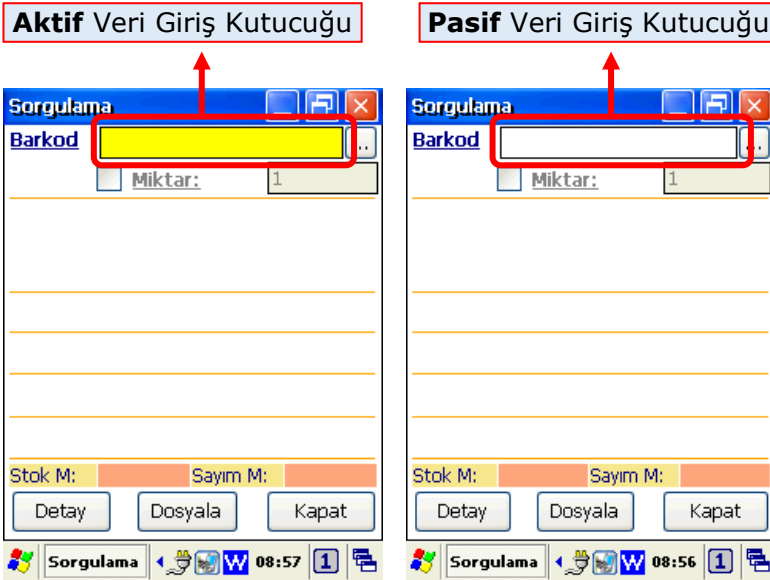 Aktif Veri Giriş Kutucuğu
Sorgulama
Barkod
..
Miktar:
1
Stok M:
Sayım M:
Detay
Dosyala
Kapat
Sorgulama
W
08:57
1
Pasif Veri Giriş Kutucuğu
Sorgulama
Barkod
...
Miktar:
1
Stok M:
Sayım M:
Detay
Dosyala
Kapat
Sorgulama
W
08:56
1